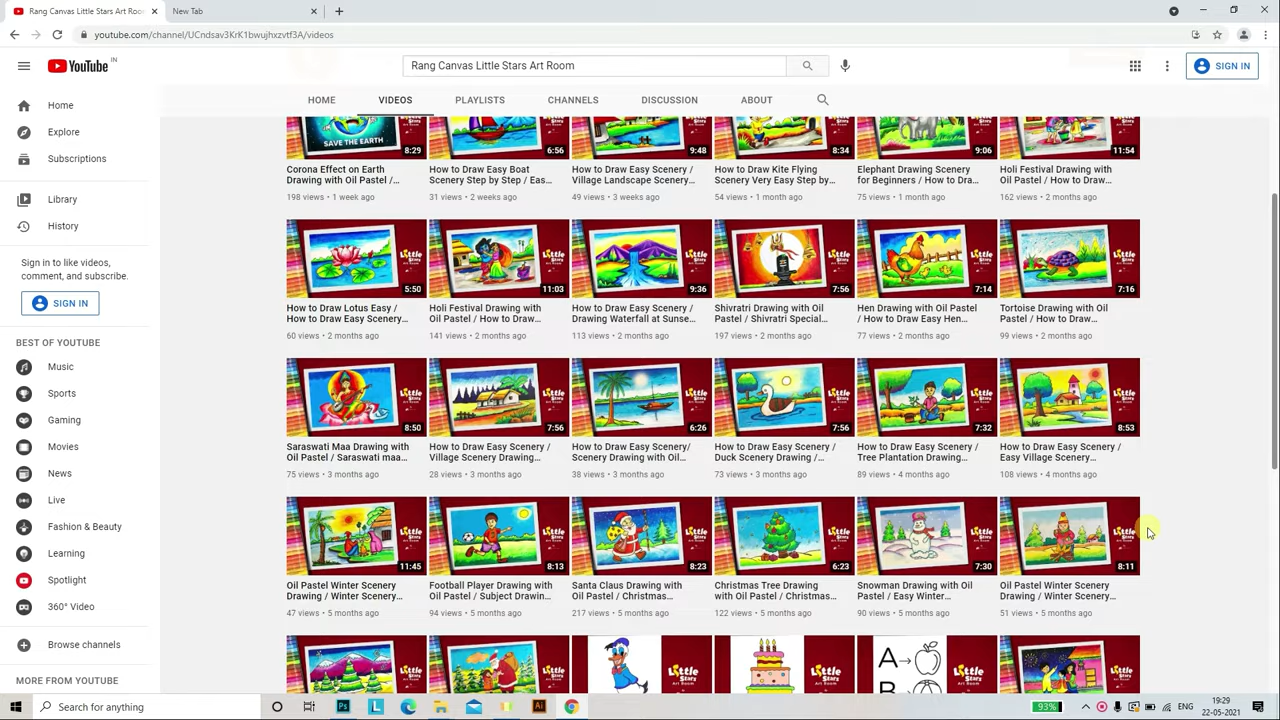 Rang Canvas Little Stars Art Room
New Tab
youtube.com/channel/UCndsav3KrK1bwujhxzvtf3A/videos
YouTube IN
Rang Canvas Little Stars Art Room
SIGN IN
HOME VIDEOS PLAYLISTS CHANNELS DISCUSSION ABOUT
Home
Explore
Subscriptions
Library
History
Sign in to like videos,
comment, and subscribe.
SIGN IN
BEST OF YOUTUBE
Music
Sports
Gaming
Movies
News
Live
Fashion & Beauty
Learning
Spotlight
360° Video
Browse channels
MORE FROM YOUTUBE
SAVE THE EARTH
8:29 6:56 9:48 8:34 9:06 11:54
Corona Effect on Earth
Drawing with Oil Pastel /...
198 views • 1 week ago
How to Draw Easy Boat
Scenery Step by Step / Eas...
31 views • 2 weeks ago
How to Draw Easy Scenery /
Village Landscape Scenery...
49 views • 3 weeks ago
How to Draw Kite Flying
Scenery Very Easy Step by...
54 views • 1 month ago
Elephant Drawing Scenery
for Beginners / How to Dra...
75 views • 1 month ago
Holi Festival Drawing with
Oil Pastel / How to Draw...
162 views • 2 months ago
Little Stars Art Room
5:50 11:03 9:36 7:56 7:14 7:16
How to Draw Lotus Easy /
How to Draw Easy Scenery...
60 views • 2 months ago
Holi Festival Drawing with
Oil Pastel / How to Draw...
141 views • 2 months ago
How to Draw Easy Scenery /
Drawing Waterfall at Sunse...
113 views • 2 months ago
Shivratri Drawing with Oil
Pastel / Shivratri Special...
197 views • 2 months ago
Hen Drawing with Oil Pastel
/ How to Draw Easy Hen...
77 views • 2 months ago
Tortoise Drawing with Oil
Pastel / How to Draw...
99 views • 2 months ago
8:50 7:56 6:26 7:56 7:32 8:53
Saraswati Maa Drawing with
Oil Pastel / Saraswati maa...
75 views • 3 months ago
How to Draw Easy Scenery /
Village Scenery Drawing...
28 views • 3 months ago
How to Draw Easy Scenery/
Scenery Drawing with Oil...
38 views • 3 months ago
How to Draw Easy Scenery /
Duck Scenery Drawing /...
73 views • 3 months ago
How to Draw Easy Scenery /
Tree Plantation Drawing...
89 views • 4 months ago
How to Draw Easy Scenery /
Easy Village Scenery...
108 views • 4 months ago
11:45 8:13 8:23 6:23 7:30 8:11
Oil Pastel Winter Scenery
Drawing / Winter Scenery...
47 views • 5 months ago
Football Player Drawing with
Oil Pastel / Subject Drawin...
94 views • 5 months ago
Santa Claus Drawing with
Oil Pastel / Christmas...
217 views • 5 months ago
Christmas Tree Drawing
with Oil Pastel / Christmas...
122 views • 5 months ago
Snowman Drawing with Oil
Pastel / Easy Winter...
90 views • 5 months ago
Oil Pastel Winter Scenery
Drawing / Winter Scenery...
51 views • 5 months ago
A
B
Search for anything
Ps
L
Ai
93%
ENG
19:29
22-05-2021